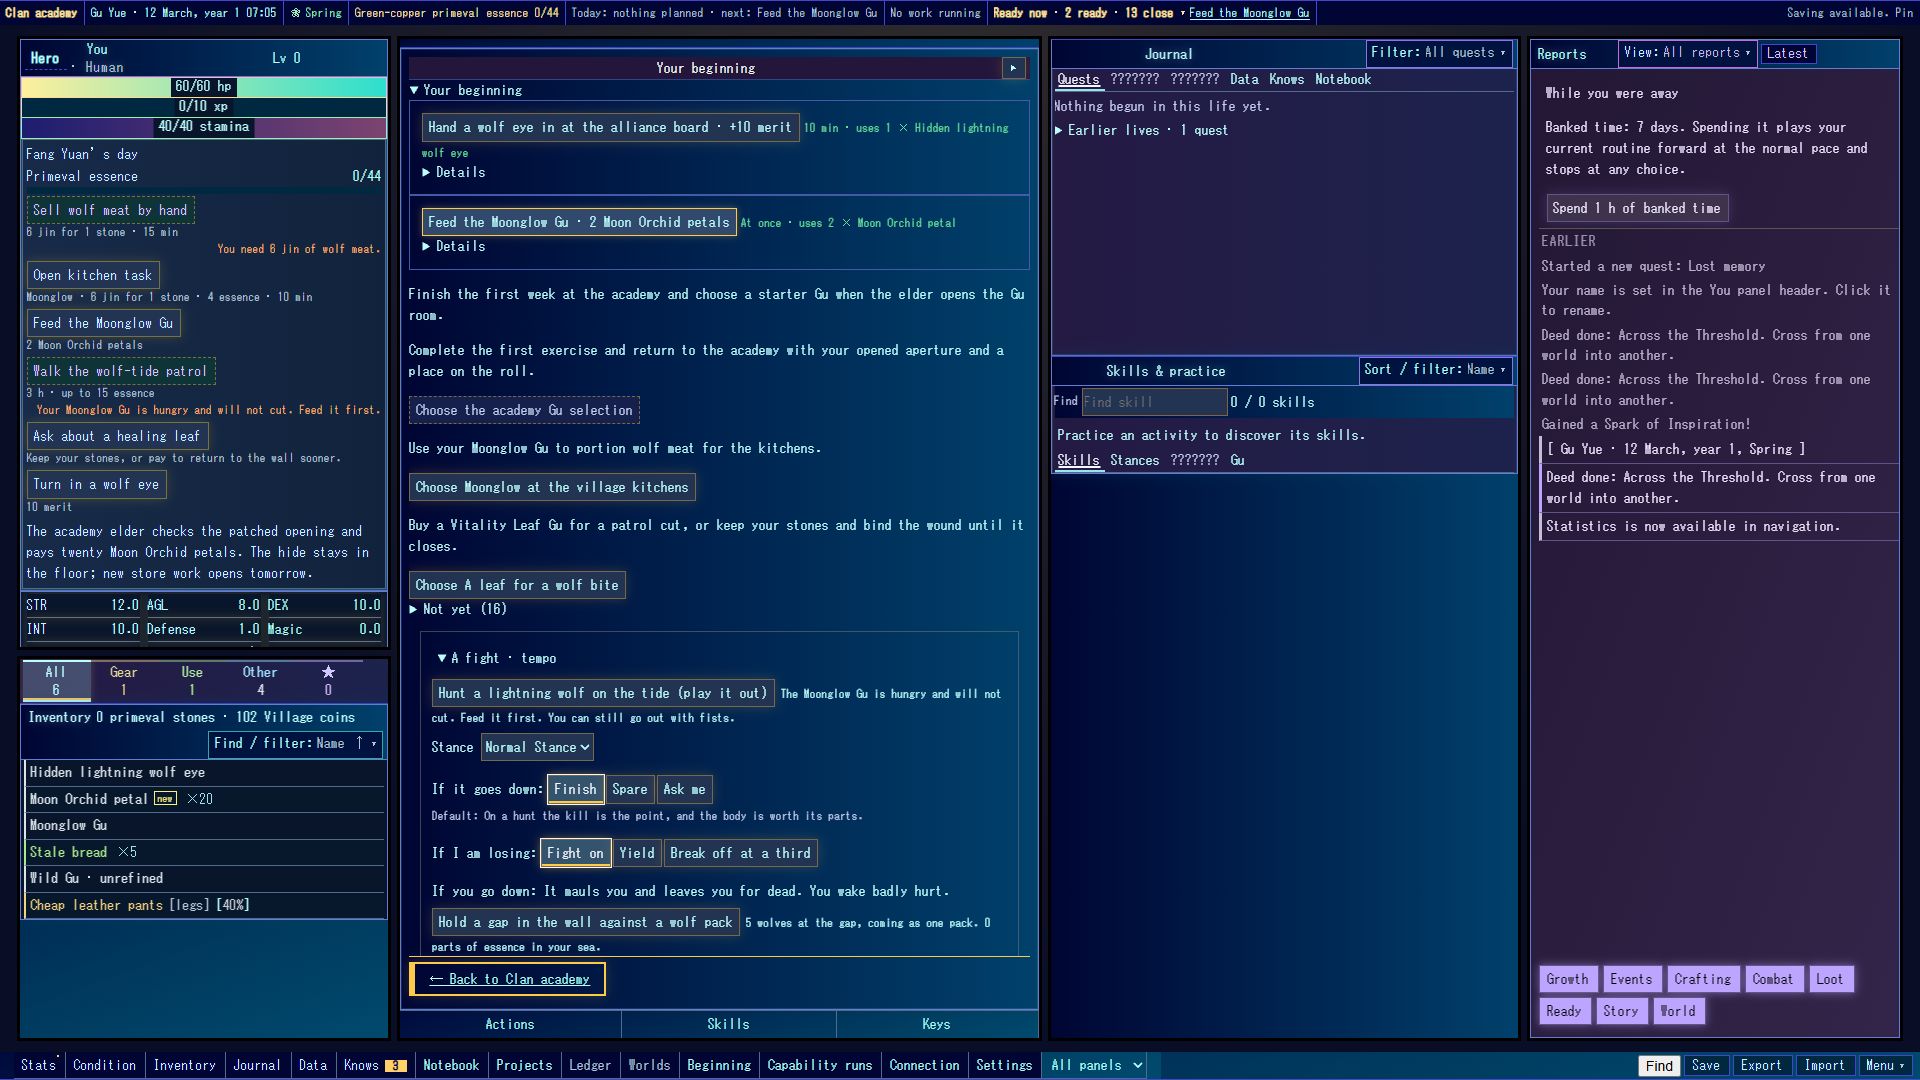 Clan academy | Gu Yue · 12 March, year 1 07:05 | Spring | Green-copper primeval essence 0/44 | Today: nothing planned · next: Feed the Moonglow Gu | No work running | Ready now · 2 ready · 13 close ▾ Feed the Moonglow Gu | Saving available. Pin
Hero · You Human Lv 0
60/60 hp
0/10 xp
40/40 stamina
Fang Yuan's day
Primeval essence 0/44
Sell wolf meat by hand
6 jin for 1 stone · 15 min
You need 6 jin of wolf meat.
Open kitchen task
Moonglow · 6 jin for 1 stone · 4 essence · 10 min
Feed the Moonglow Gu
2 Moon Orchid petals
Walk the wolf-tide patrol
3 h · up to 15 essence
Your Moonglow Gu is hungry and will not cut. Feed it first.
Ask about a healing leaf
Keep your stones, or pay to return to the wall sooner.
Turn in a wolf eye
10 merit
The academy elder checks the patched opening and
pays twenty Moon Orchid petals. The hide stays in
the floor; new store work opens tomorrow.
STR 12.0 AGL 8.0 DEX 10.0
INT 10.0 Defense 1.0 Magic 0.0
All 6 Gear 1 Use 1 Other 4 ★ 0
Inventory 0 primeval stones · 102 Village coins
Find / filter: Name ↑ ▾
Hidden lightning wolf eye
Moon Orchid petal new ×20
Moonglow Gu
Stale bread ×5
Wild Gu · unrefined
Cheap leather pants [legs] [40%]
Your beginning ▸
▼ Your beginning
Hand a wolf eye in at the alliance board · +10 merit 10 min · uses 1 × Hidden lightning
wolf eye
▶ Details
Feed the Moonglow Gu · 2 Moon Orchid petals At once · uses 2 × Moon Orchid petal
▶ Details
Finish the first week at the academy and choose a starter Gu when the elder opens the Gu
room.
Complete the first exercise and return to the academy with your opened aperture and a
place on the roll.
Choose the academy Gu selection
Use your Moonglow Gu to portion wolf meat for the kitchens.
Choose Moonglow at the village kitchens
Buy a Vitality Leaf Gu for a patrol cut, or keep your stones and bind the wound until it
closes.
Choose A leaf for a wolf bite
▶ Not yet (16)
▼ A fight · tempo
Hunt a lightning wolf on the tide (play it out) The Moonglow Gu is hungry and will not
cut. Feed it first. You can still go out with fists.
Stance Normal Stance
If it goes down: Finish Spare Ask me
Default: On a hunt the kill is the point, and the body is worth its parts.
If I am losing: Fight on Yield Break off at a third
If you go down: It mauls you and leaves you for dead. You wake badly hurt.
Hold a gap in the wall against a wolf pack 5 wolves at the gap, coming as one pack. 0
parts of essence in your sea.
← Back to Clan academy
Actions Skills Keys
Journal Filter: All quests ▾
Quests ??????? ??????? Data Knows Notebook
Nothing begun in this life yet.
▶ Earlier lives · 1 quest
Skills & practice Sort / filter: Name ▾
Find Find skill 0 / 0 skills
Practice an activity to discover its skills.
Skills Stances ??????? Gu
Reports View: All reports ▾ Latest
While you were away
Banked time: 7 days. Spending it plays your
current routine forward at the normal pace and
stops at any choice.
Spend 1 h of banked time
EARLIER
Started a new quest: Lost memory
Your name is set in the You panel header. Click it
to rename.
Deed done: Across the Threshold. Cross from one
world into another.
Deed done: Across the Threshold. Cross from one
world into another.
Gained a Spark of Inspiration!
[ Gu Yue · 12 March, year 1, Spring ]
Deed done: Across the Threshold. Cross from one
world into another.
Statistics is now available in navigation.
Growth Events Crafting Combat Loot
Ready Story World
Stats Condition Inventory Journal Data Knows 3 Notebook Projects Ledger Worlds Beginning Capability runs Connection Settings All panels Find Save Export Import Menu ▾